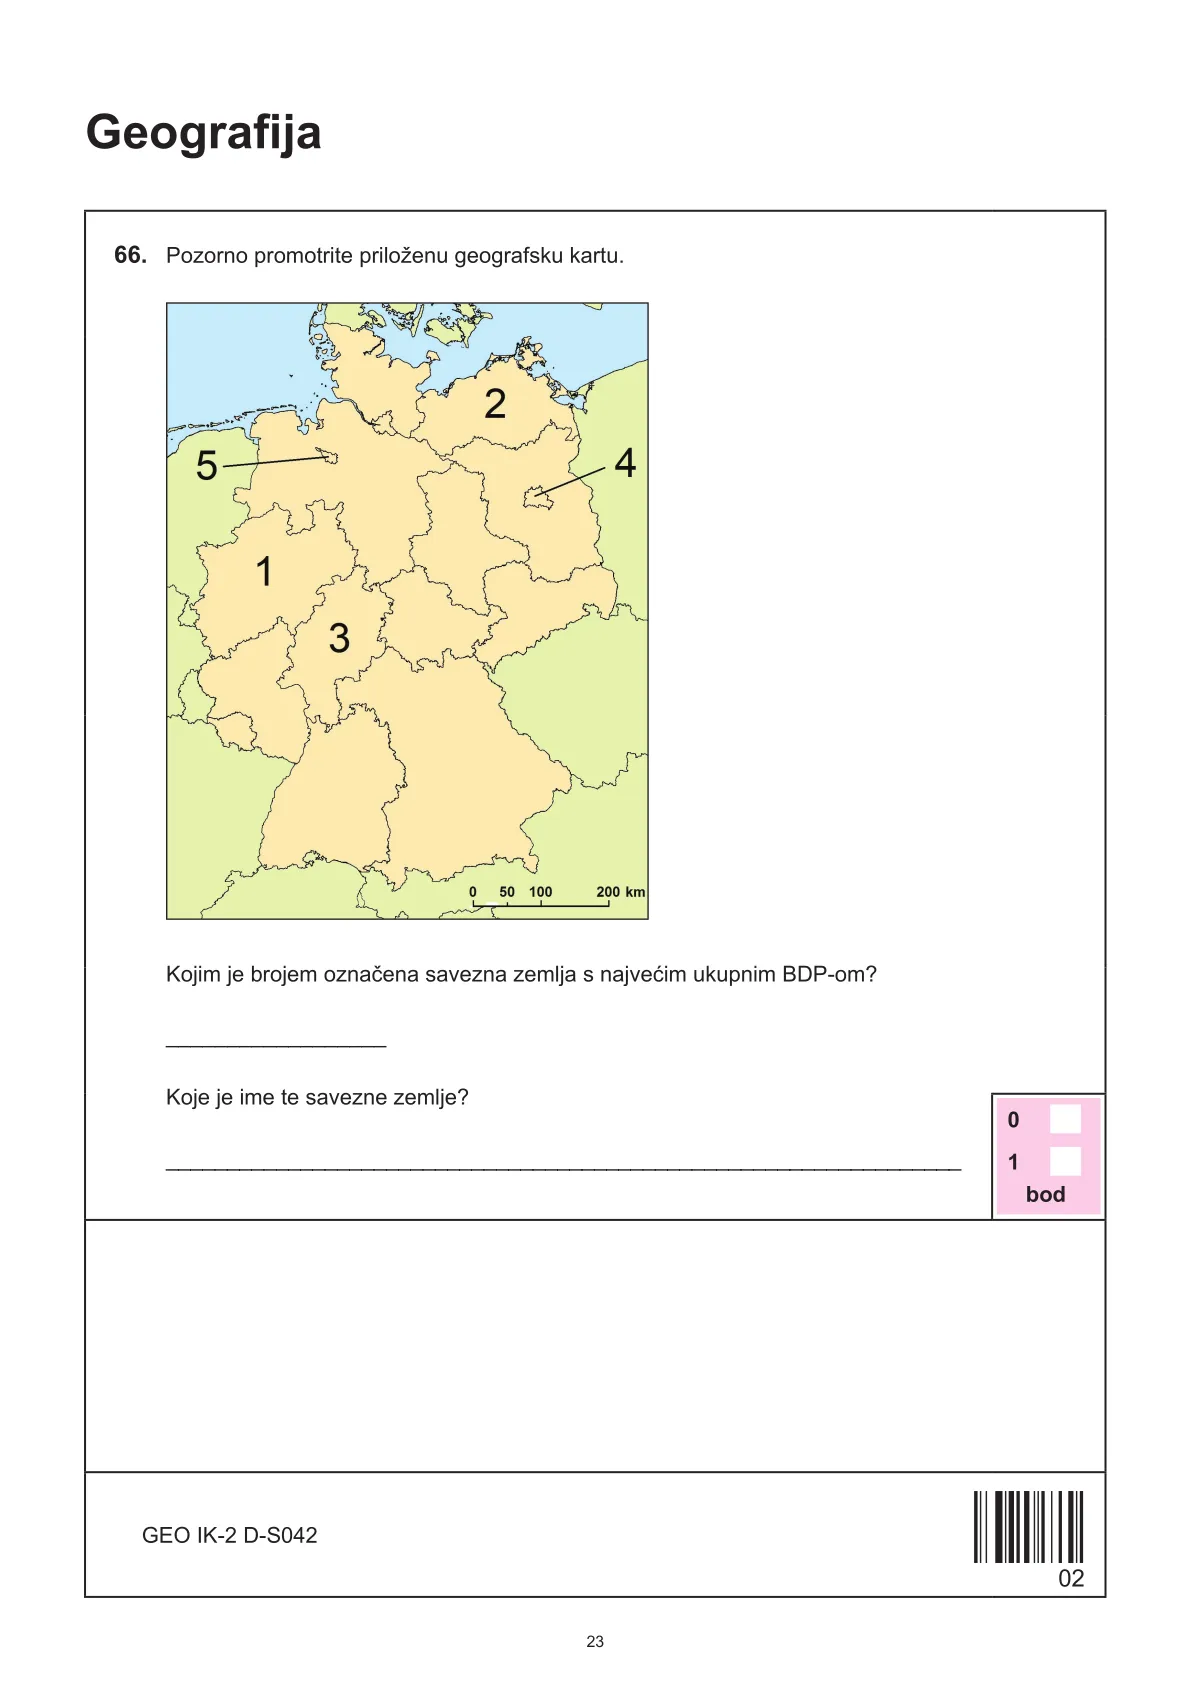 Geografija
66. Pozorno promotrite priloženu geografsku kartu.
2
5
4
1
3
0 50 100 200 km
Kojim je brojem označena savezna zemlja s najvećim ukupnim BDP-om?
Koje je ime te savezne zemlje?
0
1
bod
GEO IK-2 D-S042
02
23